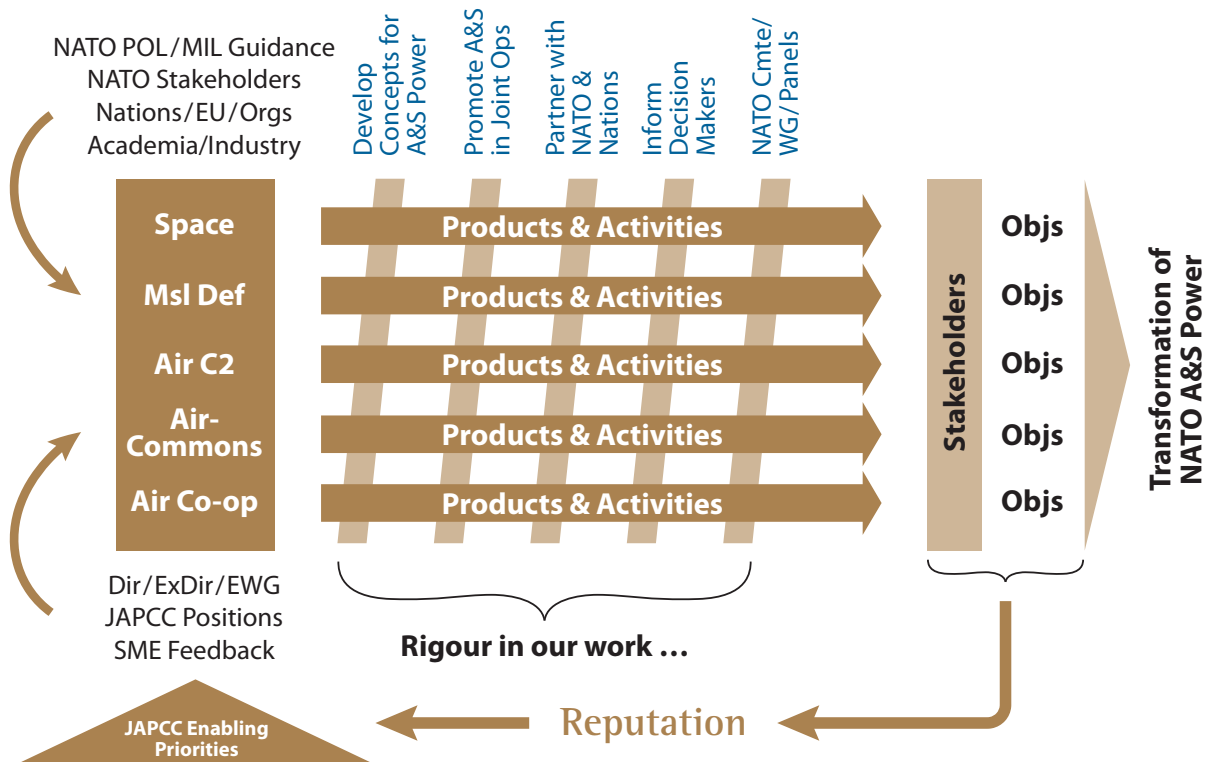 NATO POL/MIL Guidance
NATO Stakeholders
Nations/EU/Orgs
Academia/Industry
Develop
Concepts for
A&S Power
Promote A&S
in Joint Ops
Partner with
NATO &
Nations
Inform
Decision
Makers
NATO Cmte/
WG/Panels
Space
Products & Activities
Objs
Msl Def
Products & Activities
Objs
Air C2
Products & Activities
Objs
Air-
Commons
Products & Activities
Objs
Air Co-op
Products & Activities
Objs
Stakeholders
Transformation of
NATO A&S Power
Dir/ExDir/EWG
JAPCC Positions
SME Feedback
Rigour in our work …
Reputation
JAPCC Enabling
Priorities